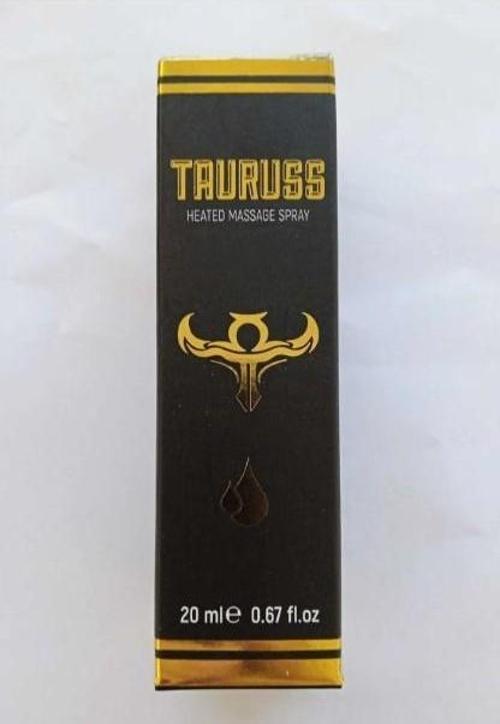 TAURUSS
HEATED MASSAGE SPRAY
20 ml℮ 0.67 fl.oz